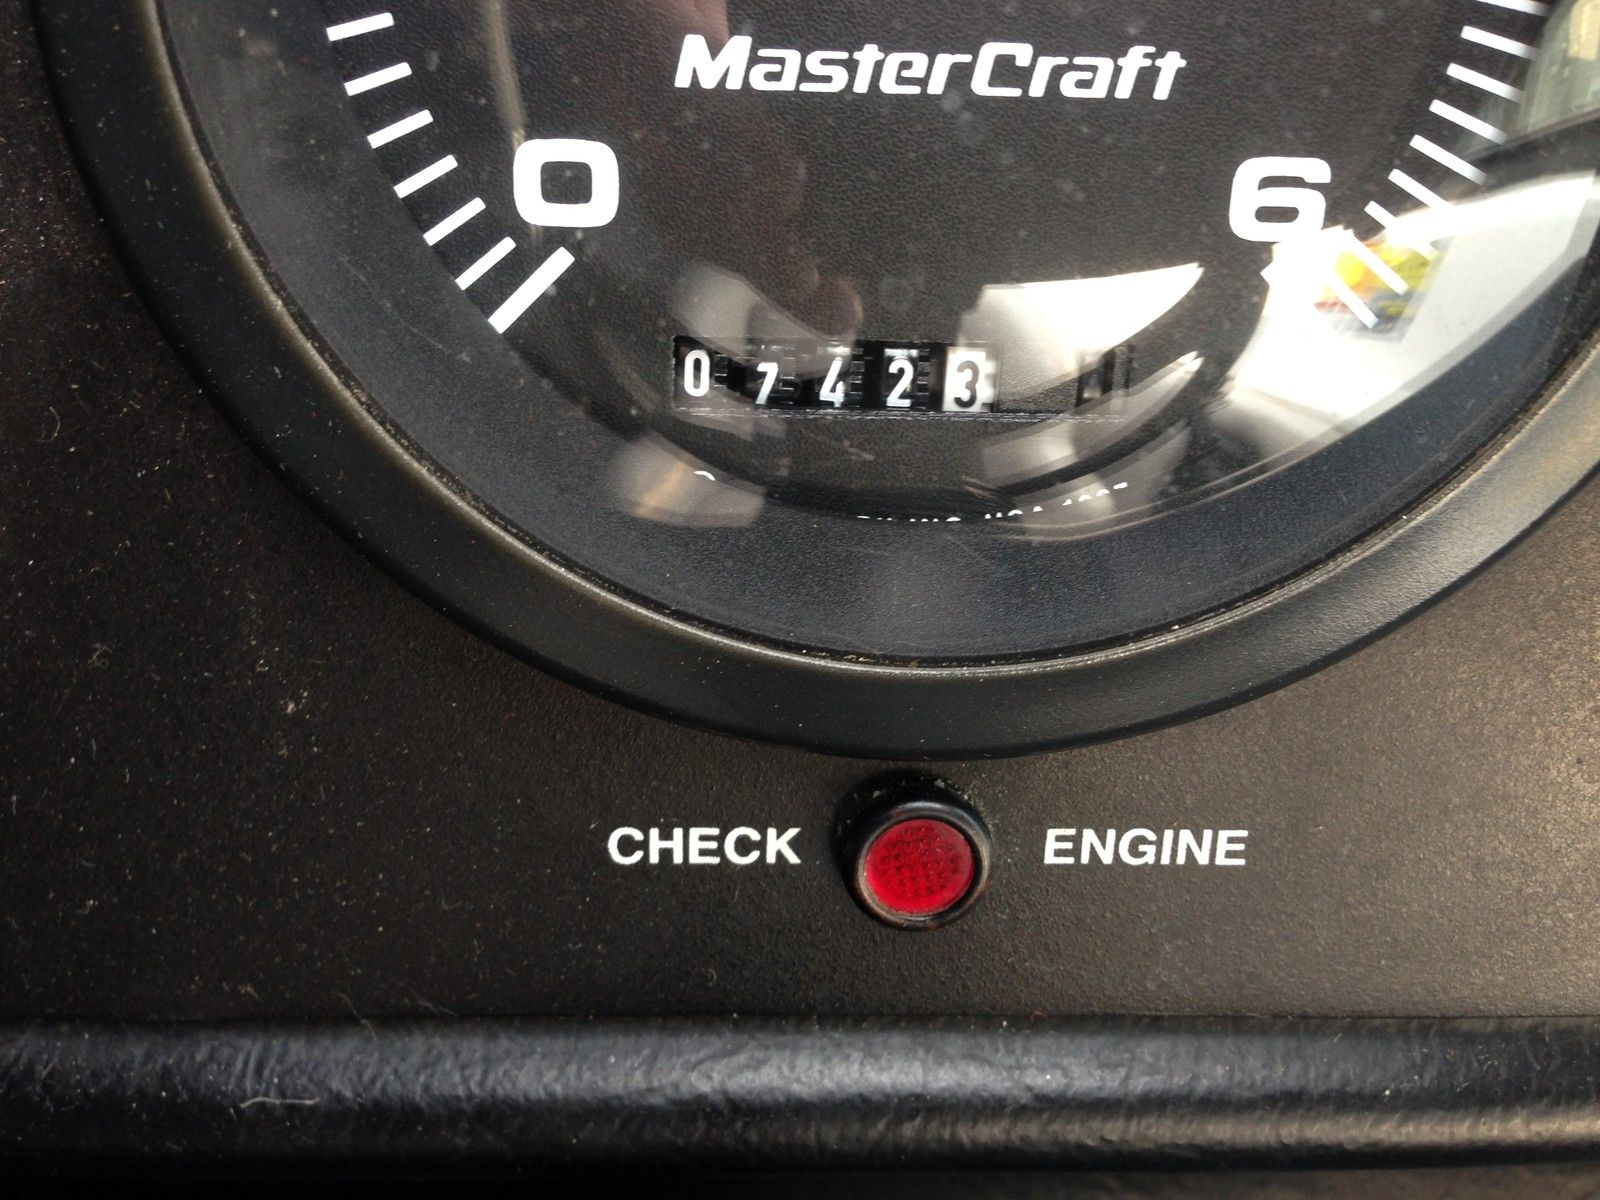 MasterCraft
0 6
07423
CHECK ENGINE